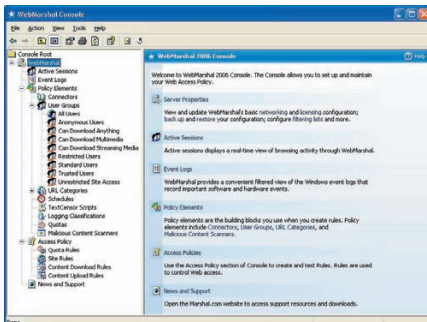 WebMarshal Console
File Action View Tools Help
Console Root
WebMarshal
Active Sessions
Event Logs
Policy Elements
Connectors
User Groups
All Users
Anonymous Users
Can Download Anything
Can Download Multimedia
Can Download Streaming Media
Restricted Users
Standard Users
Trusted Users
Unrestricted Site Access
URL Categories
Schedules
TextCensor Scripts
Logging Classifications
Quotas
Malicious Content Scanners
Access Policy
Quota Rules
Site Rules
Content Download Rules
Content Upload Rules
News and Support
WebMarshal 2006 Console
Help
Welcome to WebMarshal 2006 Console. The Console allows you to set up and maintain
your Web Access Policy.
Server Properties
View and update WebMarshal's basic networking and licensing configuration;
back up and restore your configuration; configure filtering lists and more.
Active Sessions
Active sessions displays a real-time view of browsing activity through WebMarshal.
Event Logs
WebMarshal provides a convenient filtered view of the Windows event logs that
record important software and hardware events.
Policy Elements
Policy elements are the building blocks you use when you create rules. Policy
elements include Connectors, User Groups, URL Categories, and
Malicious Content Scanners.
Access Policies
Use the Access Policy section of Console to create and test Rules. Rules are used
to control Web access.
News and Support
Open the Marshal.com website to access support resources and downloads.